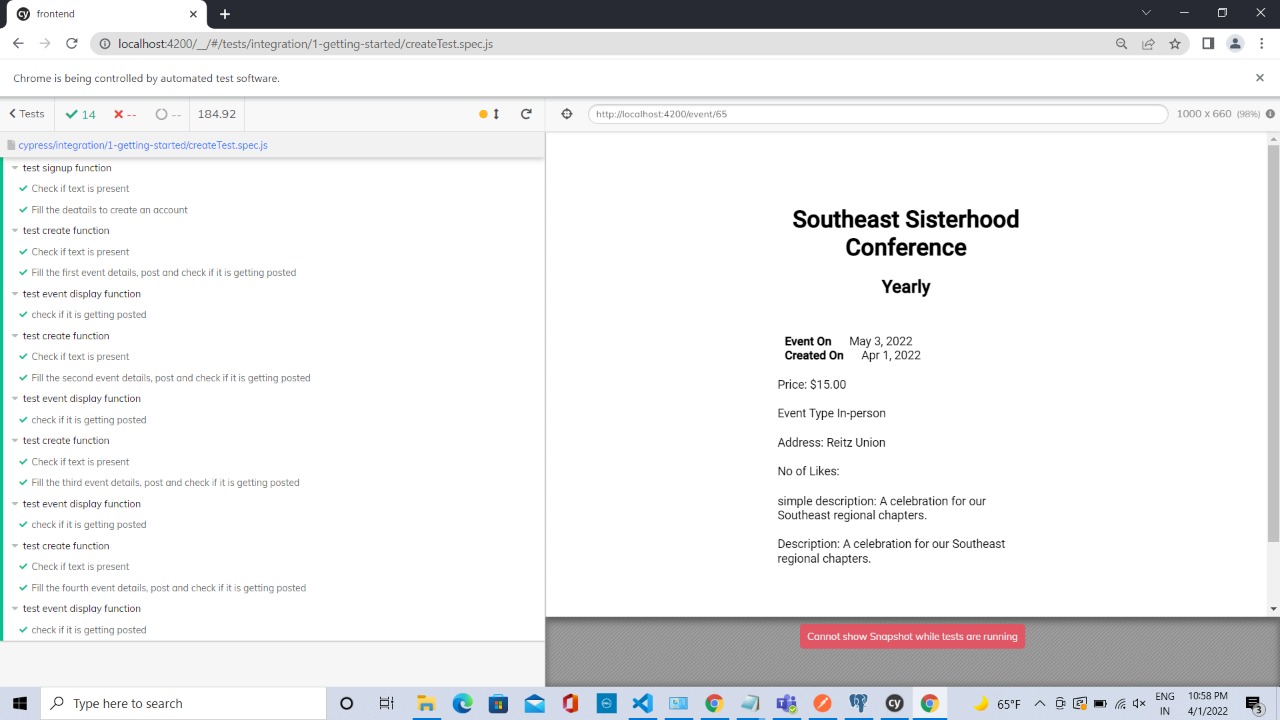 frontend
localhost:4200/__/#/tests/integration/1-getting-started/createTest.spec.js
Chrome is being controlled by automated test software.
Tests 14 -- -- 184.92
http://localhost:4200/event/65 1000 x 660 (98%)
cypress/integration/1-getting-started/createTest.spec.js
test signup function
Check if text is present
Fill the deatails to create an account
test create function
Check if text is present
Fill the first event details, post and check if it is getting posted
test event display function
check if it is getting posted
test create function
Check if text is present
Fill the second event details, post and check if it is getting posted
test event display function
check if it is getting posted
test create function
Check if text is present
Fill the third event details, post and check if it is getting posted
test event display function
check if it is getting posted
test create function
Check if text is present
Fill the fourth event details, post and check if it is getting posted
test event display function
check if it is getting posted
Southeast Sisterhood
Conference
Yearly
Event On May 3, 2022
Created On Apr 1, 2022
Price: $15.00
Event Type In-person
Address: Reitz Union
No of Likes:
simple description: A celebration for our
Southeast regional chapters.
Description: A celebration for our Southeast
regional chapters.
Cannot show Snapshot while tests are running
Type here to search
65°F
ENG
IN
10:58 PM
4/1/2022
3